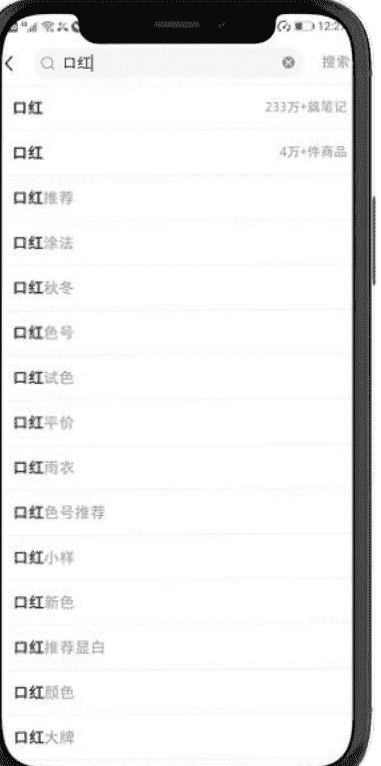 12:2
口红
搜索
口红 233万+篇笔记
口红 4万+件商品
口红推荐
口红涂法
口红秋冬
口红色号
口红试色
口红平价
口红雨衣
口红色号推荐
口红小样
口红新色
口红推荐显白
口红颜色
口红大牌